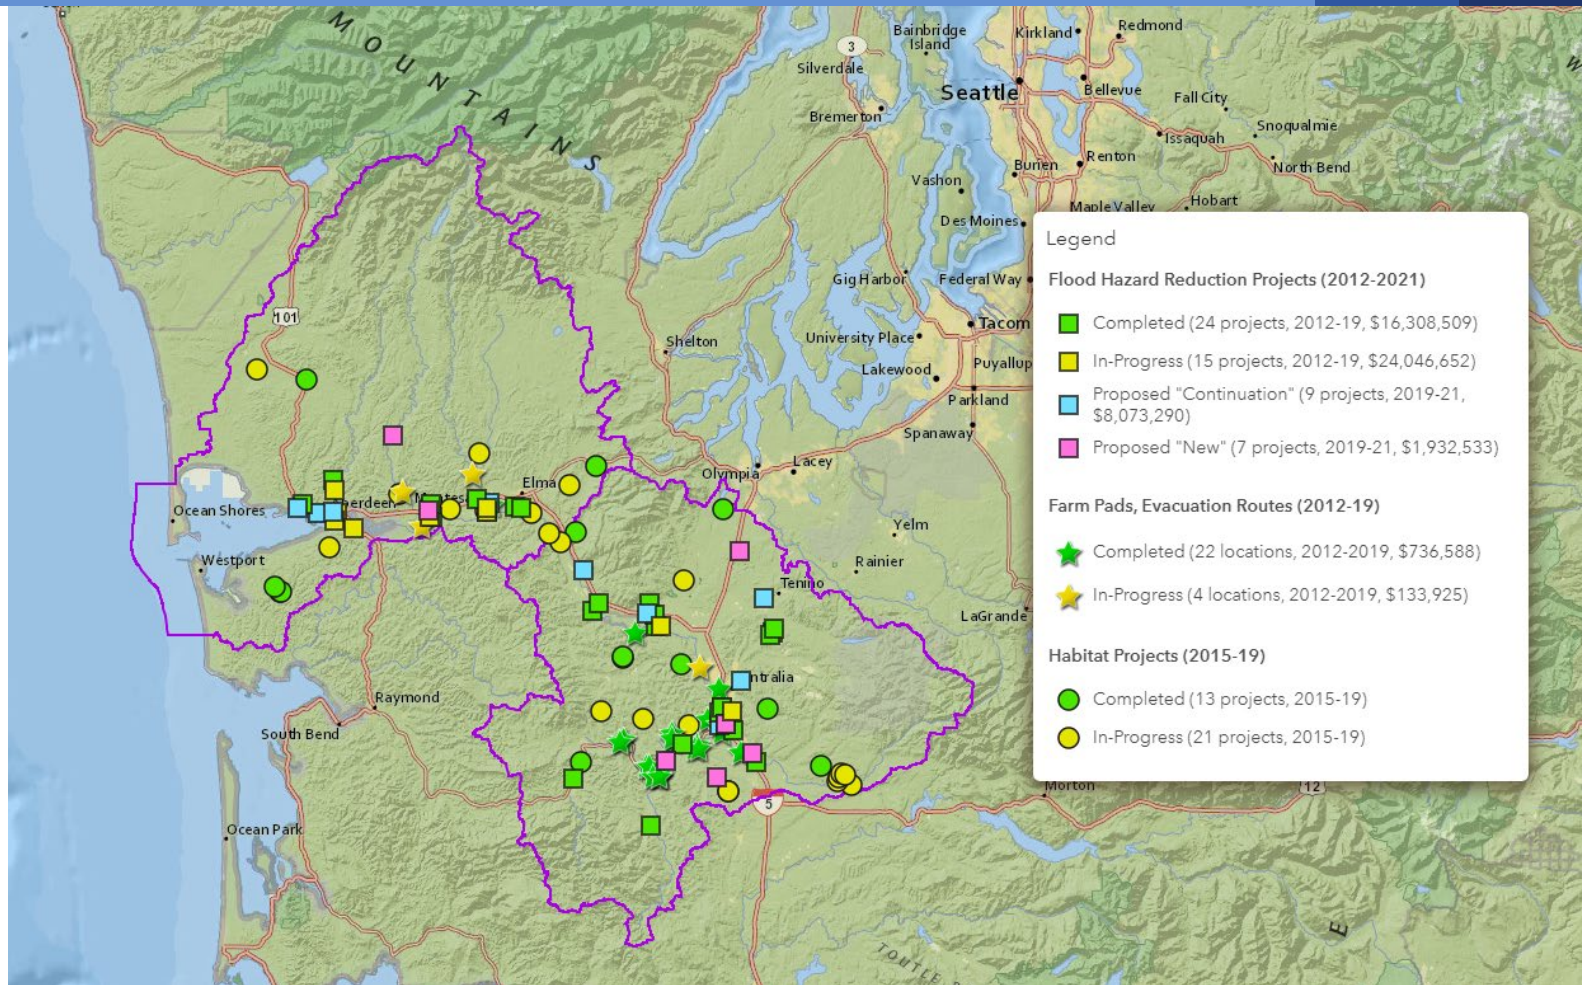 MOUNTAINS
Bainbridge
Island
Kirkland
Redmond
3
Silverdale
Seattle
Bellevue
Fall City
Bremerton
Snoqualmie
Issaquah
Burien
Renton
North Bend
Vashon
Maple Valley
Hobart
Des Moines
Gig Harbor
Federal Way
101
Tacom
Shelton
University Place
Puyallup
Lakewood
Parkland
Spanaway
Olympia
Lacey
Elma
Ocean Shores
berdeen
Montes
Yelm
Westport
Rainier
Tenino
LaGrande
ntralia
Raymond
South Bend
Morton
12
5
Ocean Park
TOUTLE
E
Legend
Flood Hazard Reduction Projects (2012-2021)
Completed (24 projects, 2012-19, $16,308,509)
In-Progress (15 projects, 2012-19, $24,046,652)
Proposed "Continuation" (9 projects, 2019-21,
$8,073,290)
Proposed "New" (7 projects, 2019-21, $1,932,533)
Farm Pads, Evacuation Routes (2012-19)
Completed (22 locations, 2012-2019, $736,588)
In-Progress (4 locations, 2012-2019, $133,925)
Habitat Projects (2015-19)
Completed (13 projects, 2015-19)
In-Progress (21 projects, 2015-19)